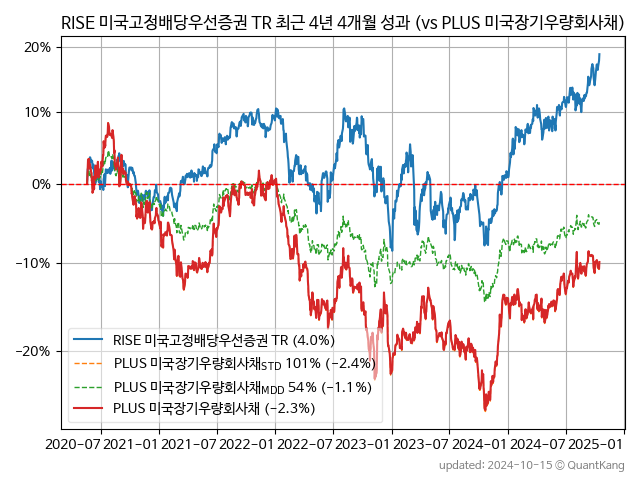 RISE 미국고정배당우선증권 TR 최근 4년 4개월 성과 (vs PLUS 미국장기우량회사채)
20%
10%
0%
−10%
−20%
RISE 미국고정배당우선증권 TR (4.0%)
PLUS 미국장기우량회사채STD 101% (−2.4%)
PLUS 미국장기우량회사채MDD 54% (−1.1%)
PLUS 미국장기우량회사채 (−2.3%)
2020-07 2021-01 2021-07 2022-01 2022-07 2023-01 2023-07 2024-01 2024-07 2025-01
updated: 2024-10-15 © QuantKang